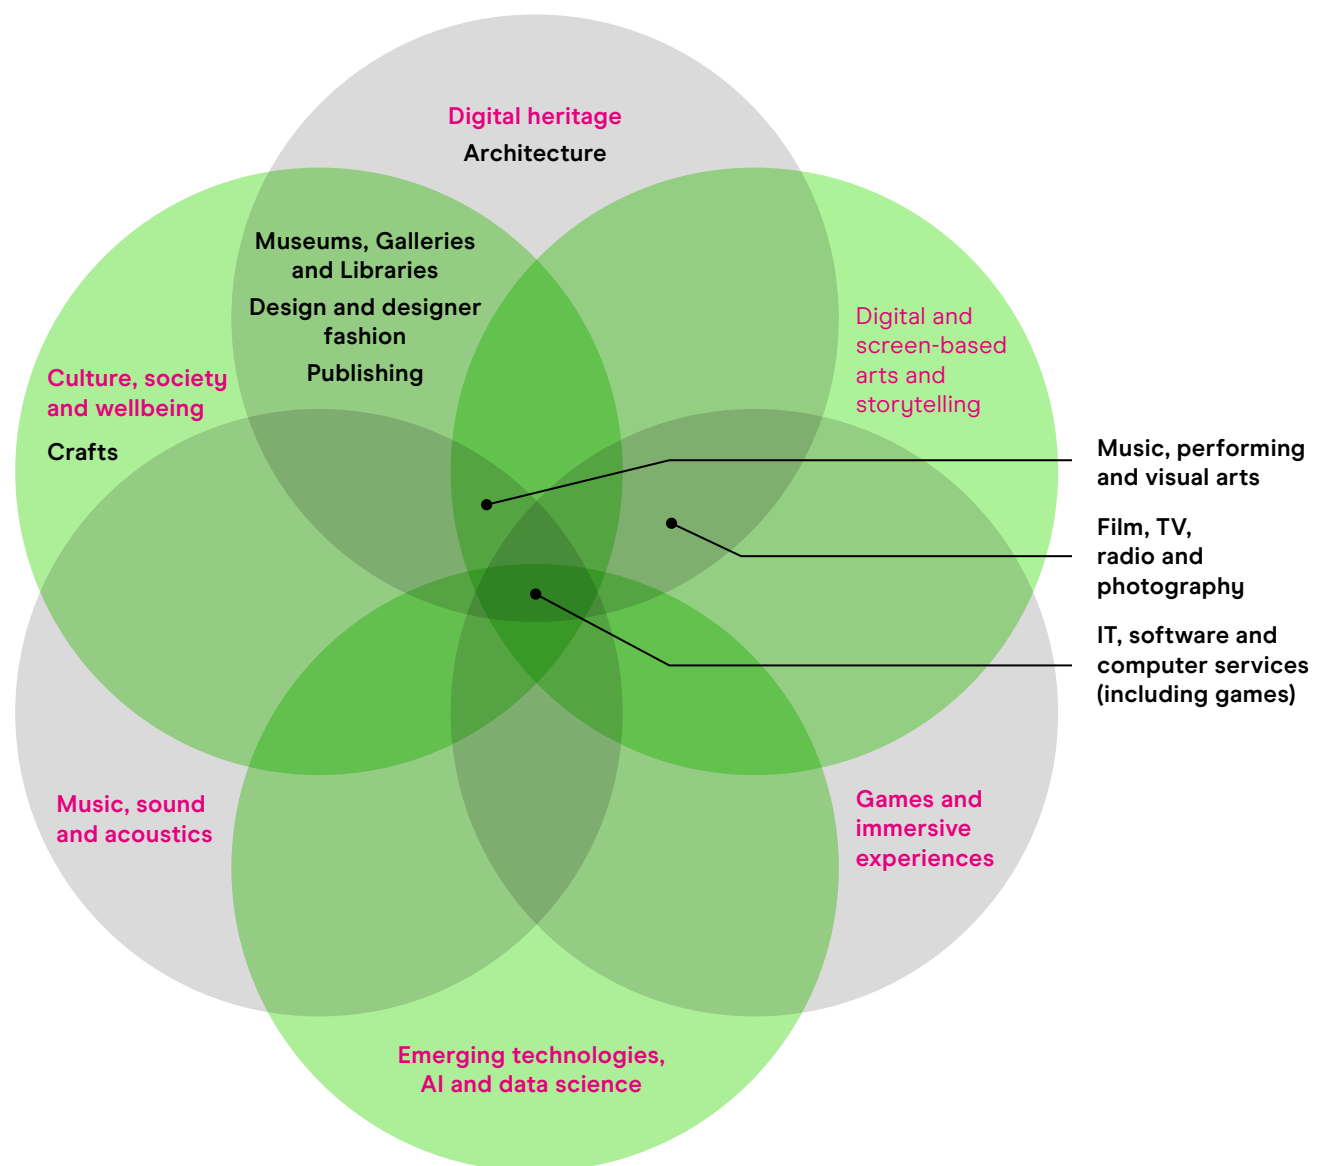 Digital heritage
Architecture
Museums, Galleries
and Libraries
Design and designer
fashion
Publishing
Culture, society
and wellbeing
Crafts
Digital and
screen-based
arts and
storytelling
Music, performing
and visual arts
Film, TV,
radio and
photography
IT, software and
computer services
(including games)
Music, sound
and acoustics
Games and
immersive
experiences
Emerging technologies,
AI and data science